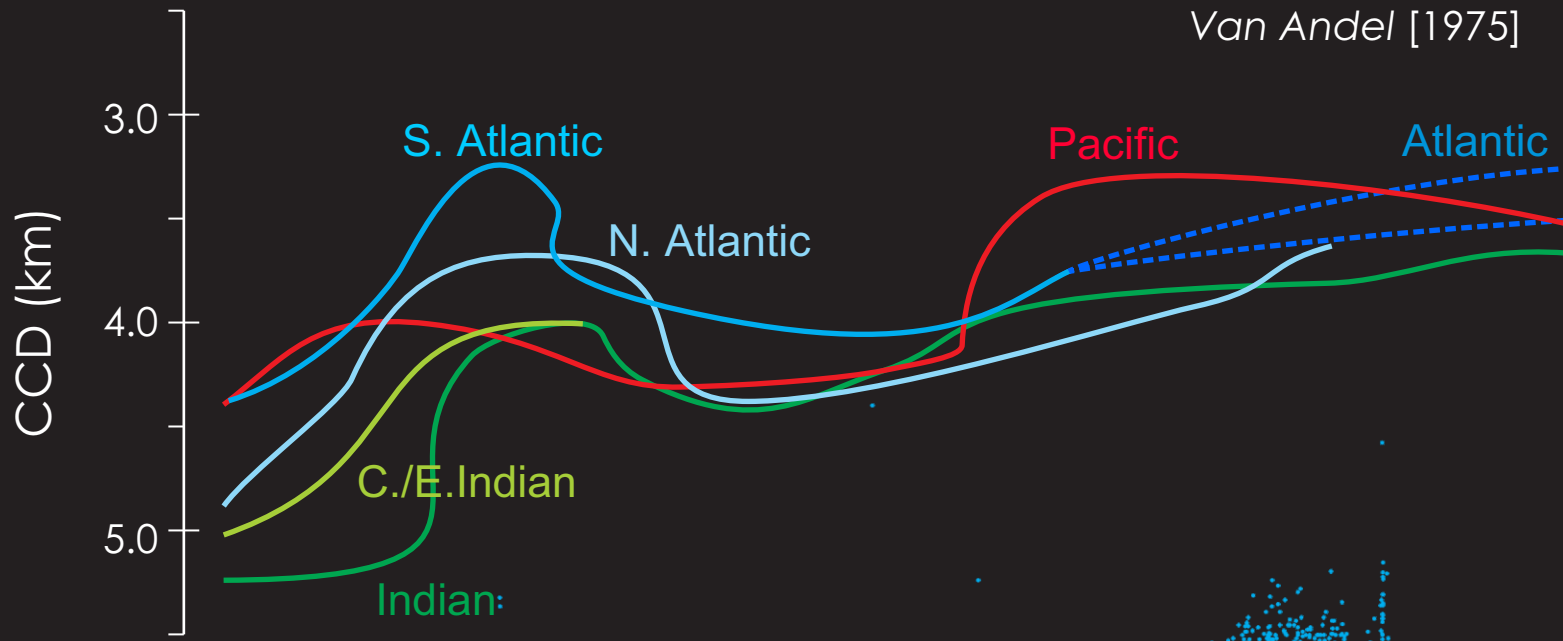 Van Andel [1975]
3.0
S. Atlantic
Pacific
Atlantic
N. Atlantic
CCD (km)
4.0
C./E.Indian
5.0
Indian